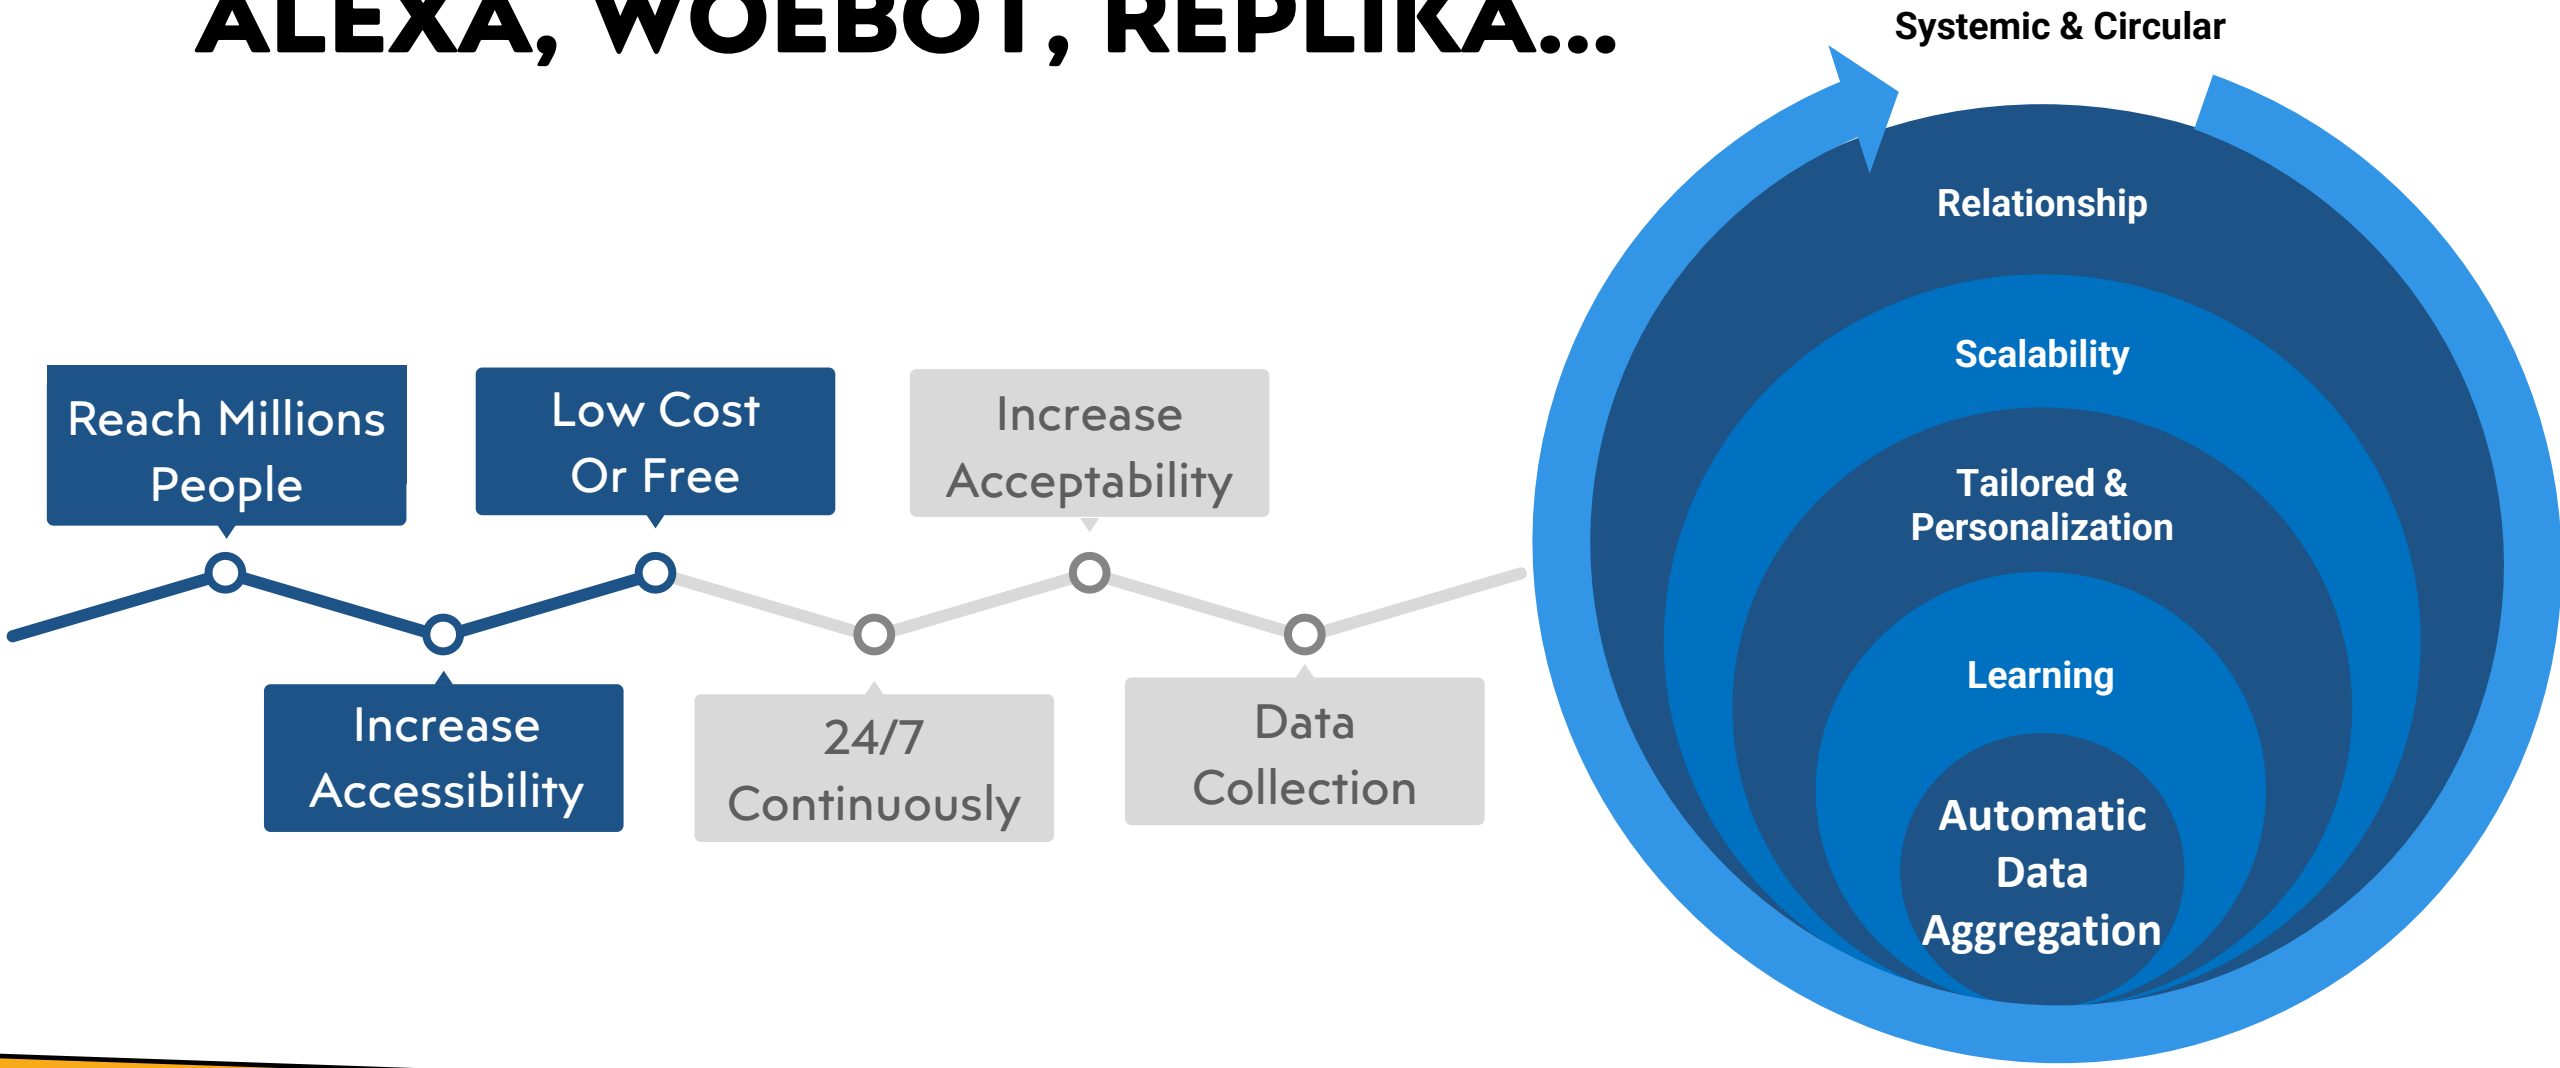 ALEXA, WOEBOT, REPLIKA...
Reach Millions
People
Increase
Accessibility
Low Cost
Or Free
24/7
Continuously
Increase
Acceptability
Data
Collection
Systemic & Circular
Relationship
Scalability
Tailored &
Personalization
Learning
Automatic
Data
Aggregation